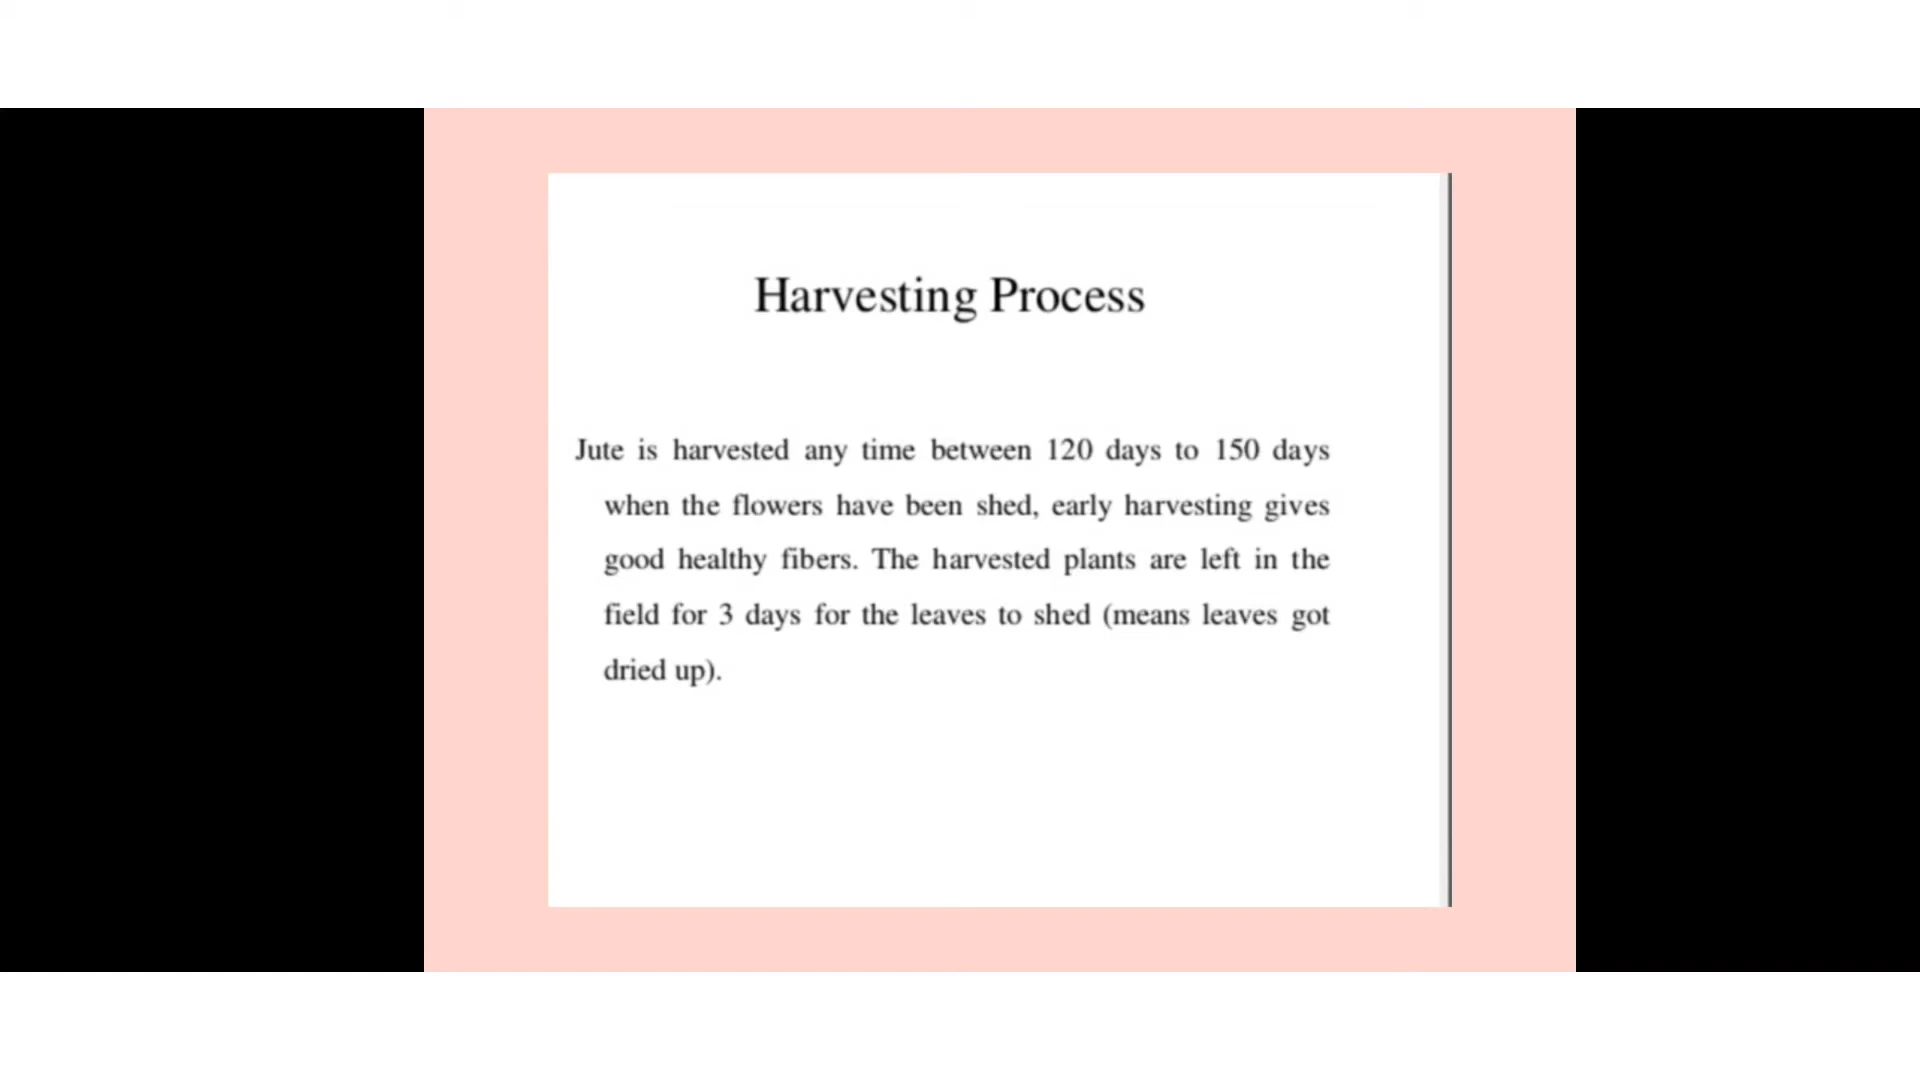 Harvesting Process
Jute is harvested any time between 120 days to 150 days
when the flowers have been shed, early harvesting gives
good healthy fibers. The harvested plants are left in the
field for 3 days for the leaves to shed (means leaves got
dried up).